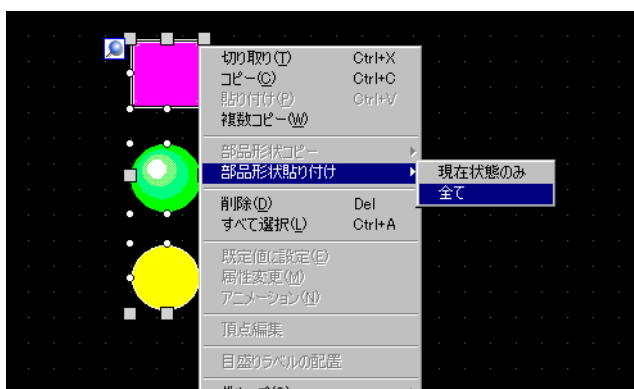 切り取り(T) Ctrl+X
コピー(C) Ctrl+C
貼り付け(P) Ctrl+V
複数コピー(W)
部品形状コピー
部品形状貼り付け
現在状態のみ
全て
削除(D) Del
すべて選択(L) Ctrl+A
既定値に設定(E)
属性変更(M)
アニメーション(N)
頂点編集
目盛りラベルの配置